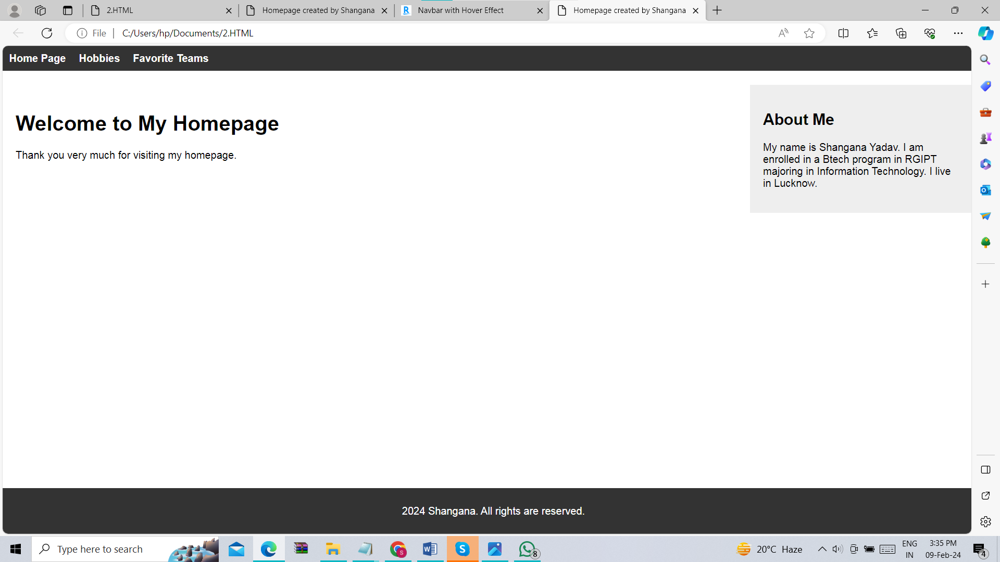 2.HTML
Homepage created by Shangana
Navbar with Hover Effect
Homepage created by Shangana
File
C:/Users/hp/Documents/2.HTML
Home Page Hobbies Favorite Teams
Welcome to My Homepage
Thank you very much for visiting my homepage.
About Me
My name is Shangana Yadav. I am
enrolled in a Btech program in RGIPT
majoring in Information Technology. I live
in Lucknow.
2024 Shangana. All rights are reserved.
Type here to search
8
20°C Haze
ENG
IN
3:35 PM
09-Feb-24
4